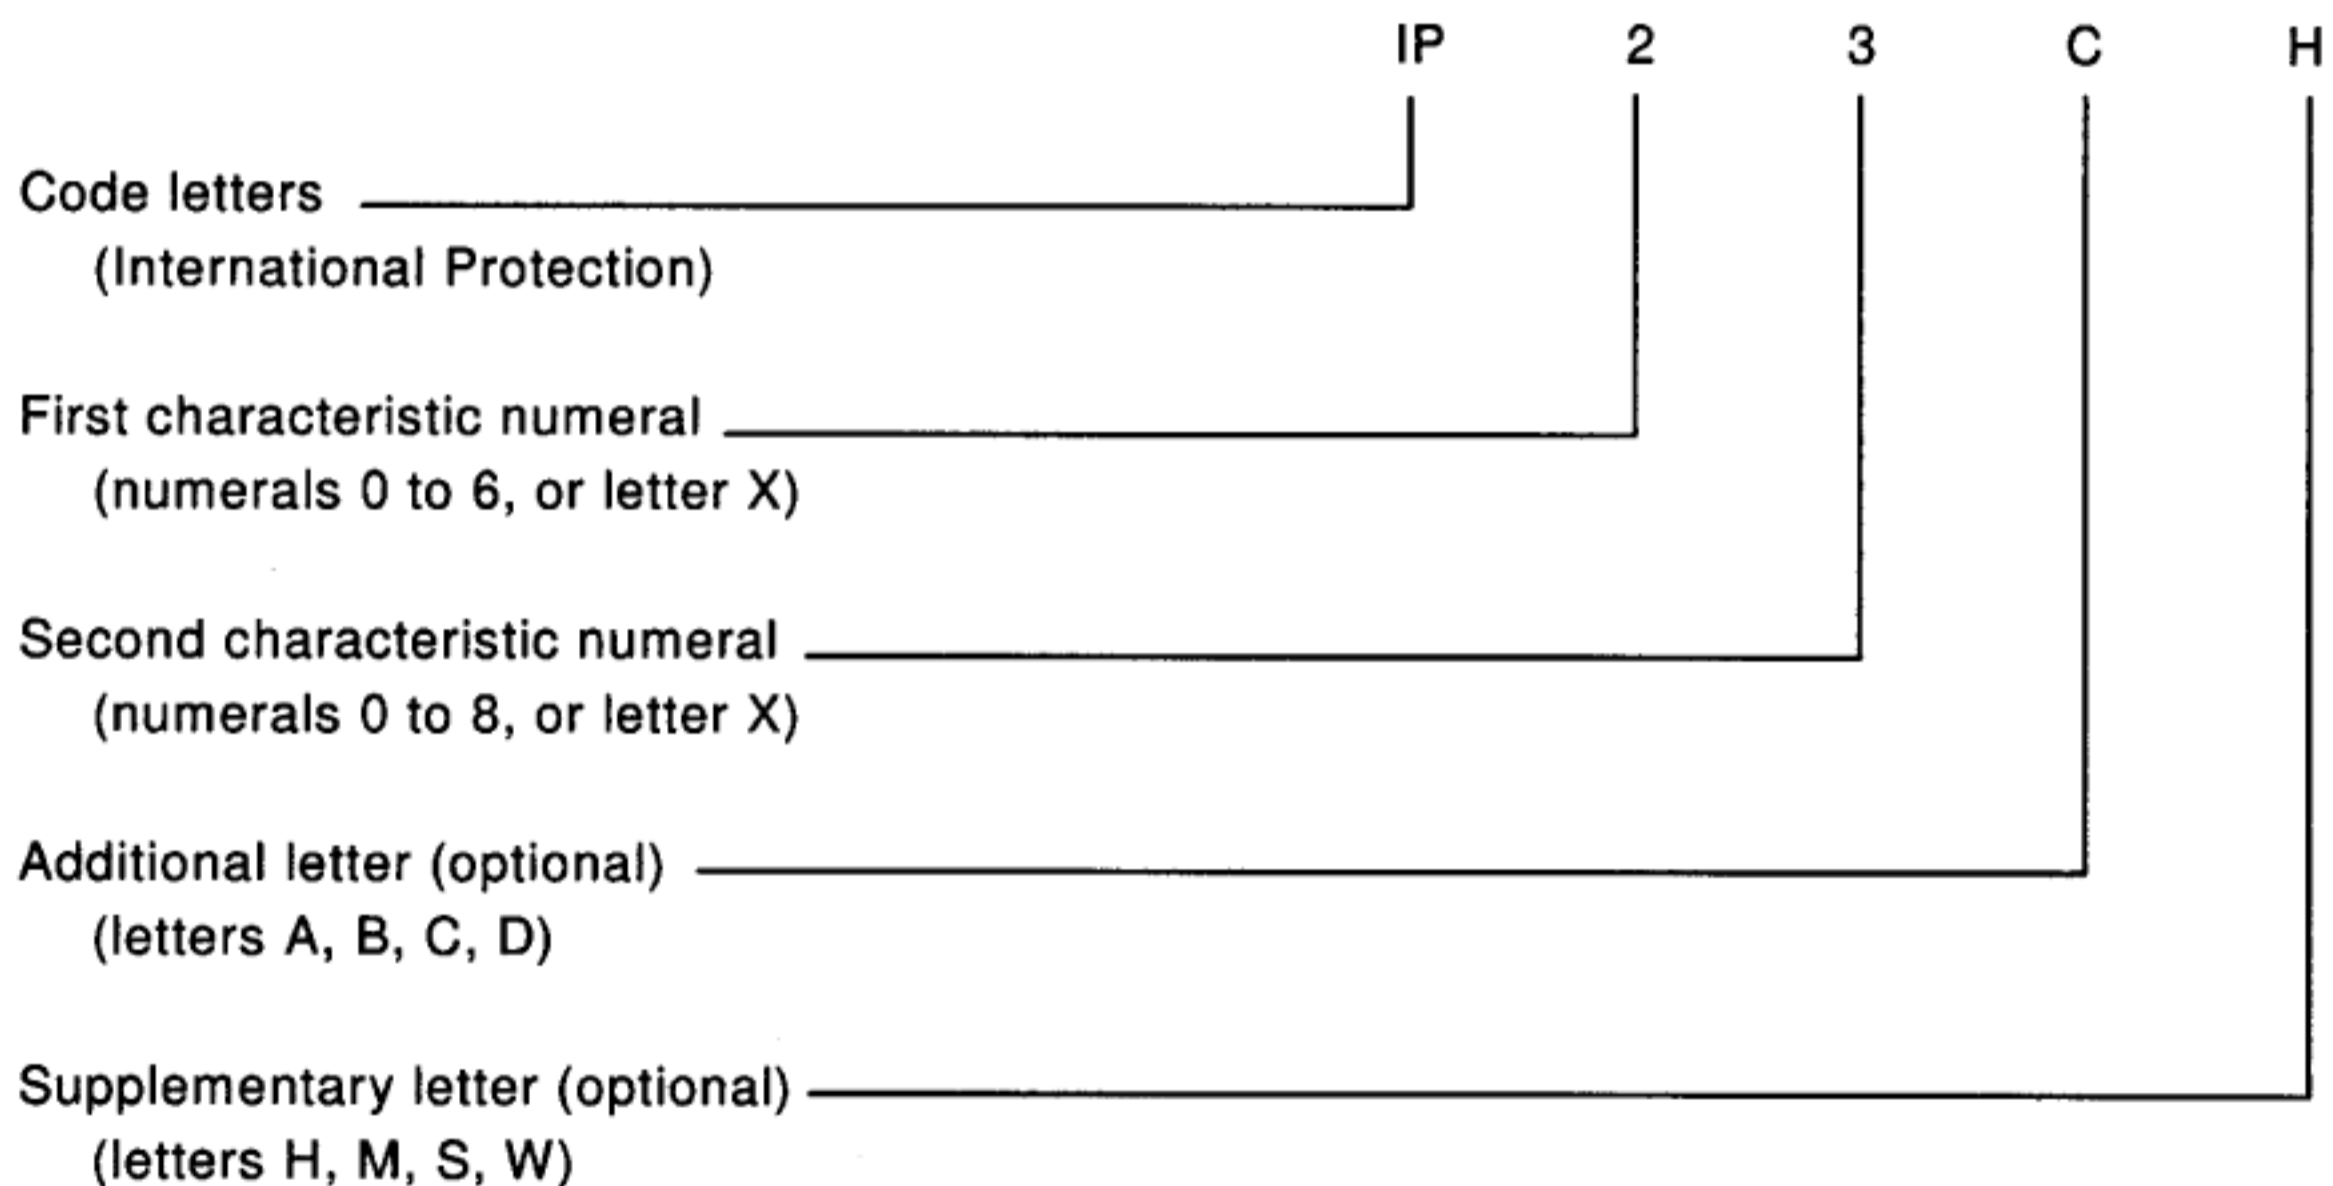 IP 2 3 C H
Code letters
(International Protection)
First characteristic numeral
(numerals 0 to 6, or letter X)
Second characteristic numeral
(numerals 0 to 8, or letter X)
Additional letter (optional)
(letters A, B, C, D)
Supplementary letter (optional)
(letters H, M, S, W)